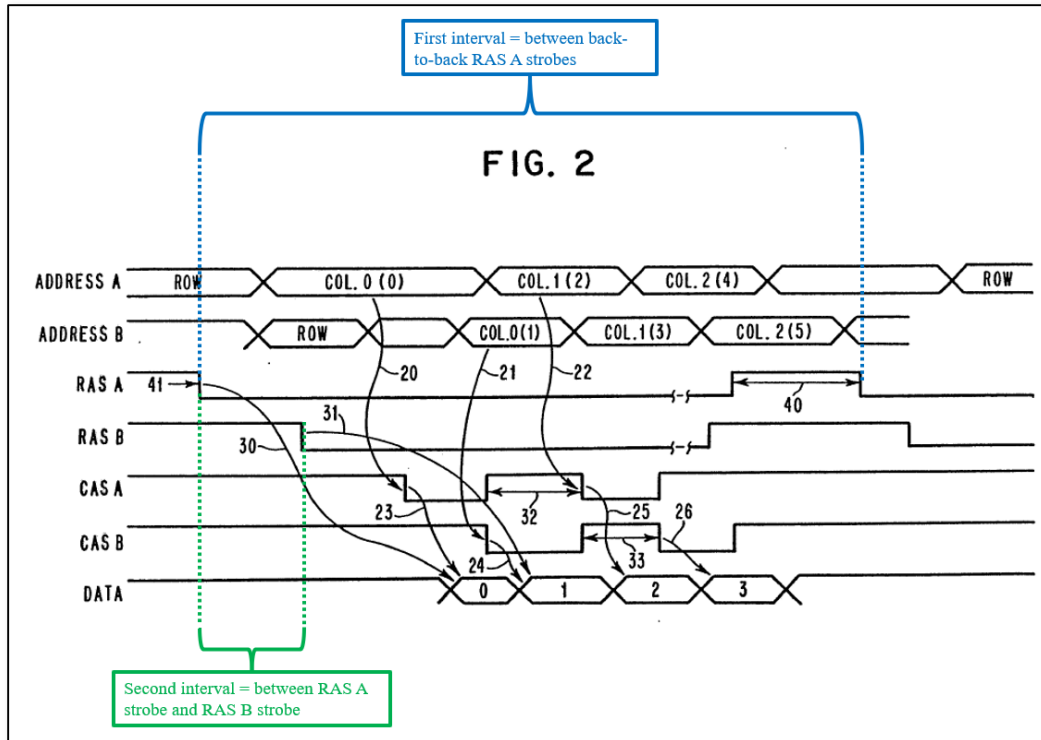 First interval = between back-
to-back RAS A strobes
FIG. 2
ADDRESS A
ROW
COL. 0 (0)
COL. 1 (2)
COL. 2 (4)
ROW
ADDRESS B
ROW
COL.0(1)
COL.1(3)
COL. 2(5)
20
21
22
RAS A
41
40
RAS B
30
31
CAS A
23
32
25
26
CAS B
24
33
DATA
0
1
2
3
Second interval = between RAS A
strobe and RAS B strobe